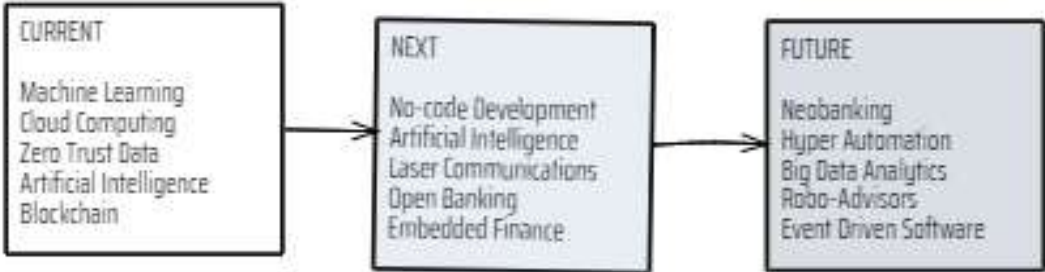 CURRENT
Machine Learning
Cloud Computing
Zero Trust Data
Artificial Intelligence
Blockchain
NEXT
No-code Development
Artificial Intelligence
Laser Communications
Open Banking
Embedded Finance
FUTURE
Neobanking
Hyper Automation
Big Data Analytics
Robo-Advisors
Event Driven Software